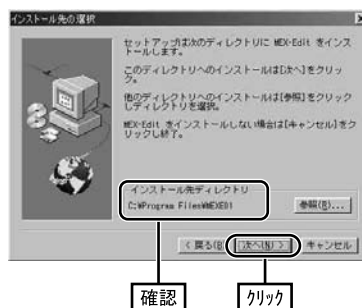 インストール先の選択
セットアップは次のディレクトリに MEX-Edit をインス
トールします。
このディレクトリへのインストールは[次へ]をクリッ
ク。
他のディレクトリへのインストールは[参照]をクリック
しディレクトリを選択。
MEX-Edit をインストールしない場合は[キャンセル]をク
リックし終了。
インストール先ディレクトリ
C:¥Program Files¥MEXE01
参照(R)...
< 戻る(B)
次へ(N) >
キャンセル
確認
クリック